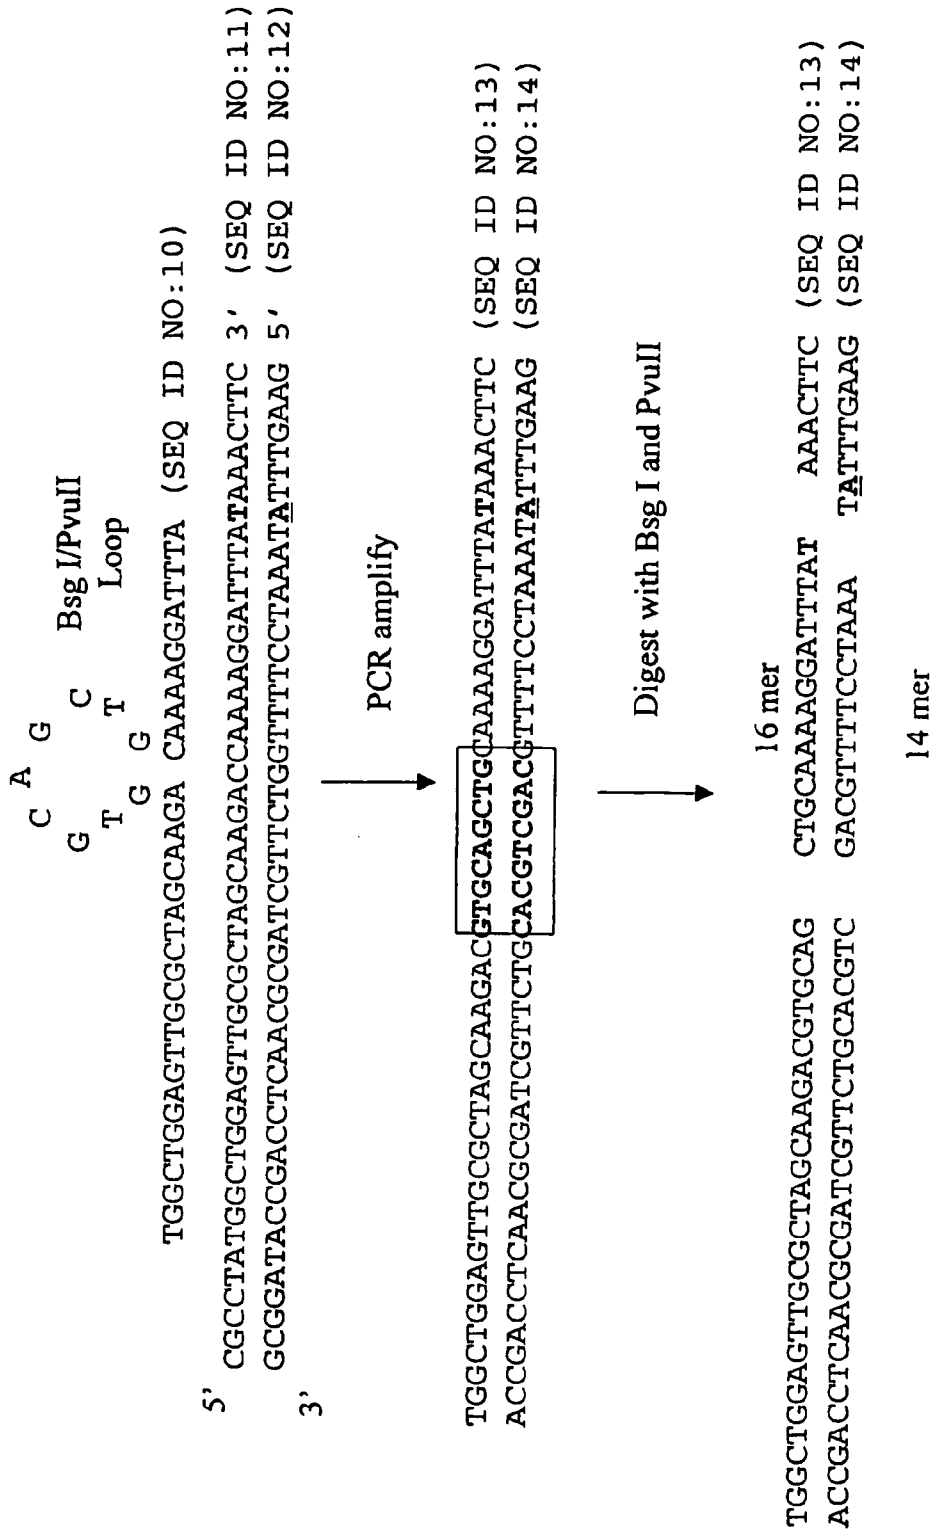 A
C G
G C Bsg I/PvuII
T T Loop
G G
TGGCTGGAGTTGCGCTAGCAAGA CAAAAGGATTTA (SEQ ID NO:10)
5' CGCCTATGGCTGGAGTTGCGCTAGCAAGACCAAAAGGATTTATAAACTTC 3' (SEQ ID NO:11)
3' GCGGATACCGACCTCAACGCGATCGTTCTGGTTTTCCTAAATATTTGAAG 5' (SEQ ID NO:12)
PCR amplify
TGGCTGGAGTTGCGCTAGCAAGACGTGCAGCTGCAAAAGGATTTATAAACTTC (SEQ ID NO:13)
ACCGACCTCAACGCGATCGTTCTGCACGTCGACGTTTTCCTAAATATTTGAAG (SEQ ID NO:14)
Digest with Bsg I and PvuII
16 mer
TGGCTGGAGTTGCGCTAGCAAGACGTGCAG CTGCAAAAGGATTTAT AAACTTC (SEQ ID NO:13)
ACCGACCTCAACGCGATCGTTCTGCACGTC GACGTTTTCCTAAA TATTTGAAG (SEQ ID NO:14)
14 mer